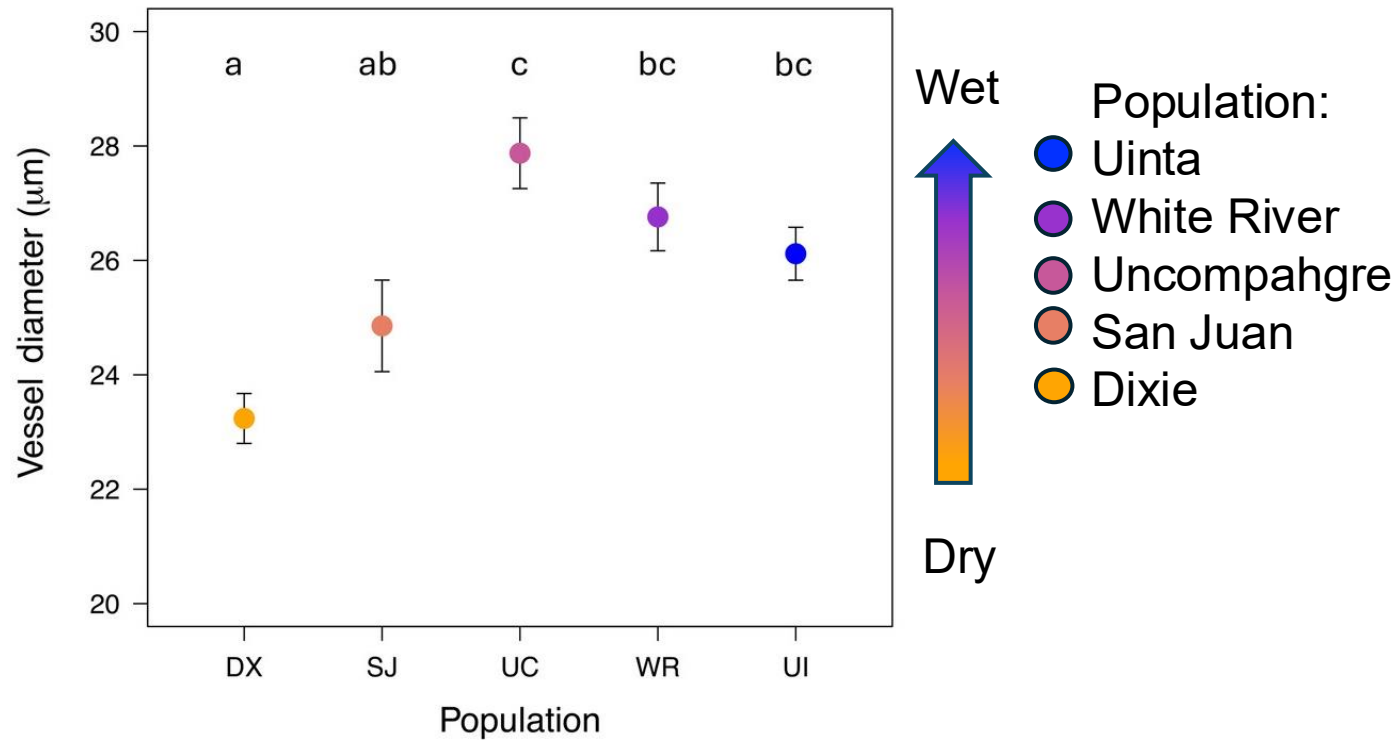 30
28
26
24
22
20
Vessel diameter (μm)
a ab c bc bc
DX SJ UC WR UI
Population
Wet
Dry
Population:
Uinta
White River
Uncompahgre
San Juan
Dixie